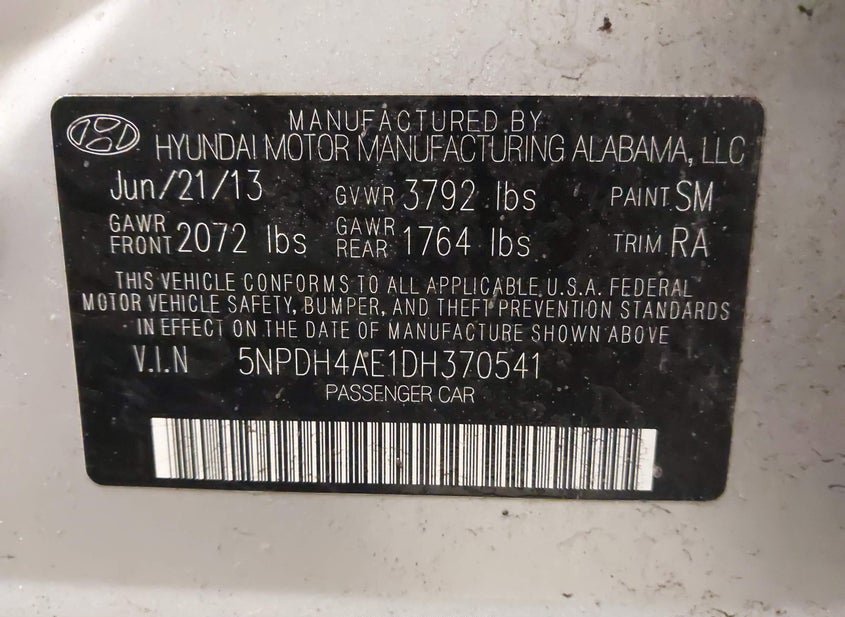 MANUFACTURED BY
HYUNDAI MOTOR MANUFACTURING ALABAMA, LLC
Jun/21/13 GVWR 3792 lbs PAINT SM
GAWR FRONT 2072 lbs GAWR REAR 1764 lbs TRIM RA
THIS VEHICLE CONFORMS TO ALL APPLICABLE U.S.A. FEDERAL
MOTOR VEHICLE SAFETY, BUMPER, AND THEFT PREVENTION STANDARDS
IN EFFECT ON THE DATE OF MANUFACTURE SHOWN ABOVE
V.I.N 5NPDH4AE1DH370541
PASSENGER CAR